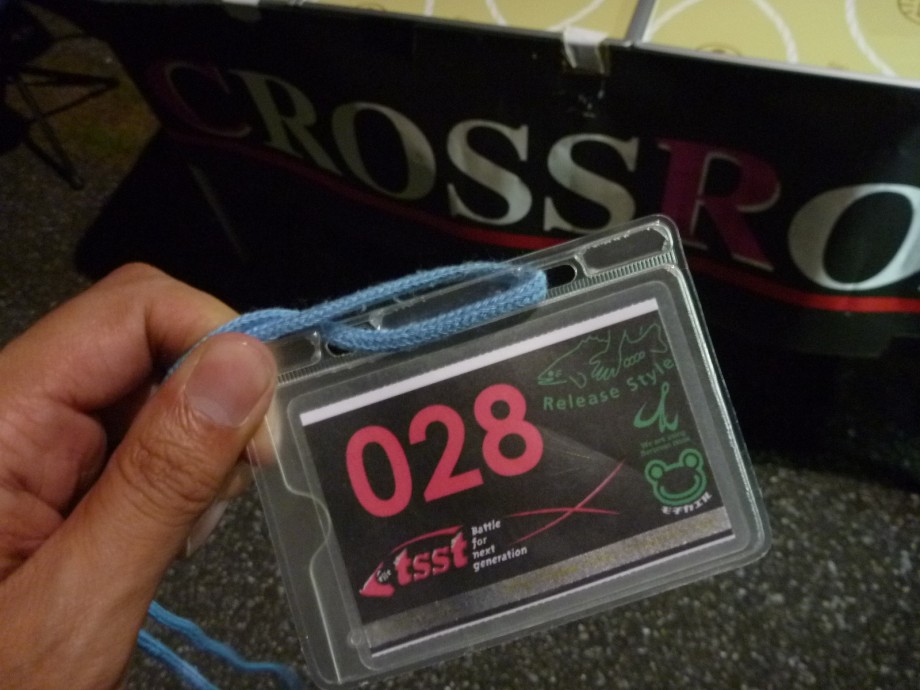 CROSSRO
028
Release Style
tsst
Battle
for
next
generation